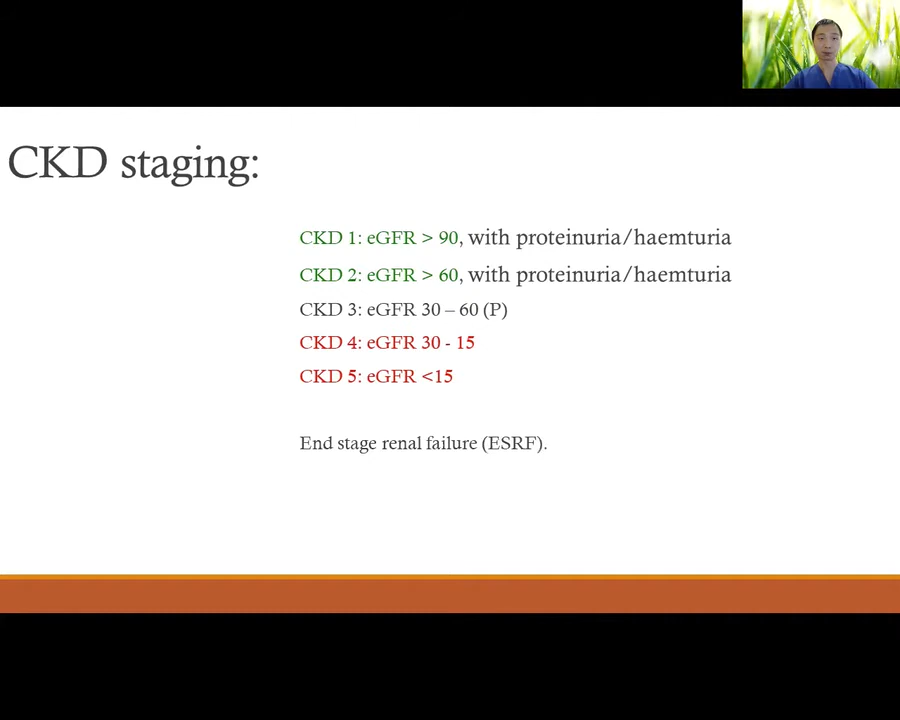 CKD staging:
CKD 1: eGFR > 90, with proteinuria/haemturia
CKD 2: eGFR > 60, with proteinuria/haemturia
CKD 3: eGFR 30 – 60 (P)
CKD 4: eGFR 30 - 15
CKD 5: eGFR <15
End stage renal failure (ESRF).